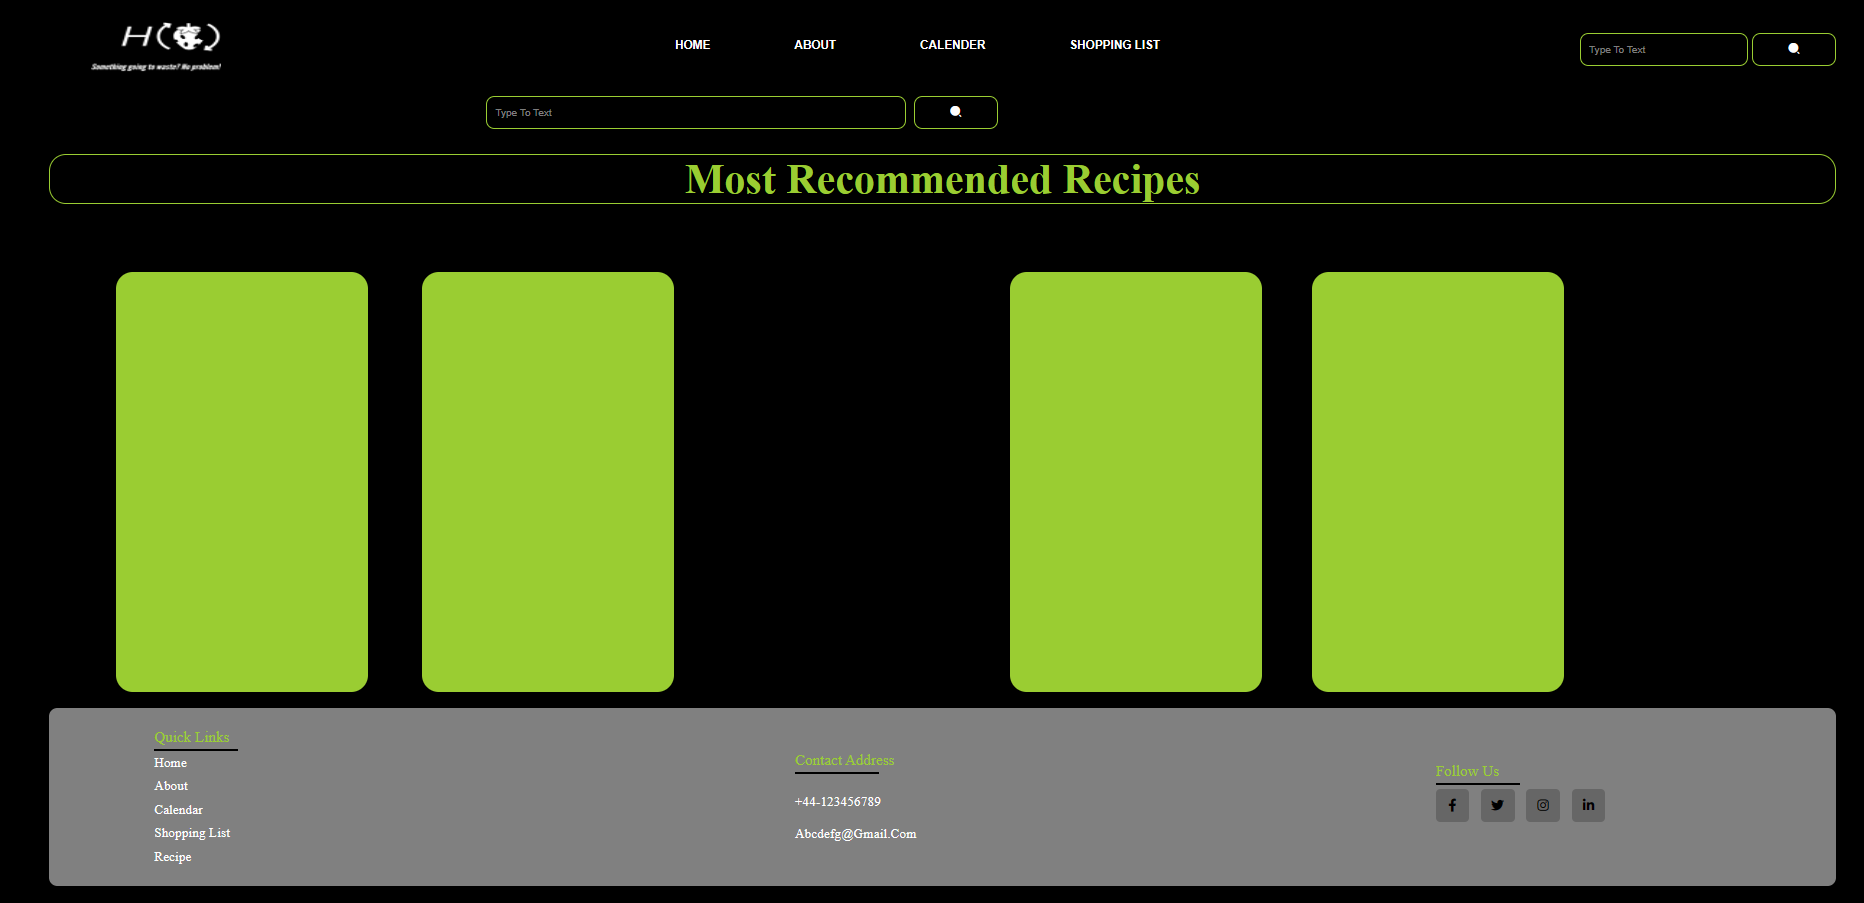 H
Something going to waste? No problem!
HOME ABOUT CALENDER SHOPPING LIST
Type To Text
Type To Text
Most Recommended Recipes
Quick Links
Home
About
Calendar
Shopping List
Recipe
Contact Address
+44-123456789
Abcdefg@Gmail.Com
Follow Us